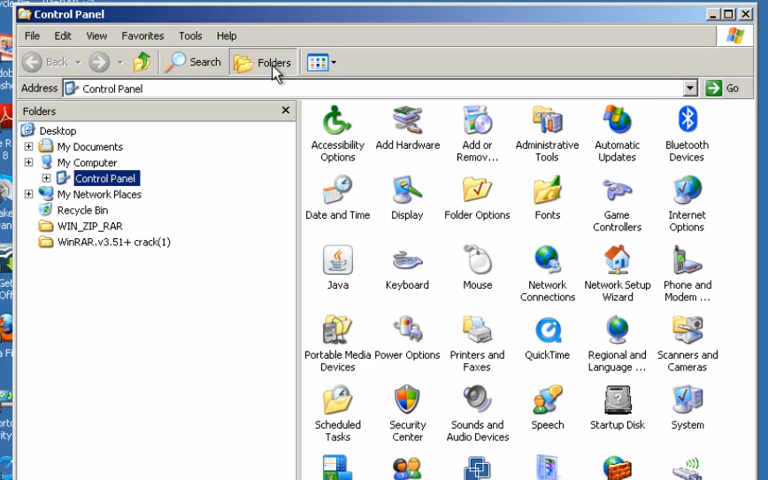 Control Panel
File Edit View Favorites Tools Help
Back Search Folders
Address Control Panel Go
Folders
Desktop
My Documents
My Computer
Control Panel
My Network Places
Recycle Bin
WIN_ZIP_RAR
WinRAR.v3.51+ crack(1)
Accessibility Options
Add Hardware
Add or Remov...
Administrative Tools
Automatic Updates
Bluetooth Devices
Date and Time
Display
Folder Options
Fonts
Game Controllers
Internet Options
Java
Keyboard
Mouse
Network Connections
Network Setup Wizard
Phone and Modem ...
Portable Media Devices
Power Options
Printers and Faxes
QuickTime
Regional and Language ...
Scanners and Cameras
Scheduled Tasks
Security Center
Sounds and Audio Devices
Speech
Startup Disk
System